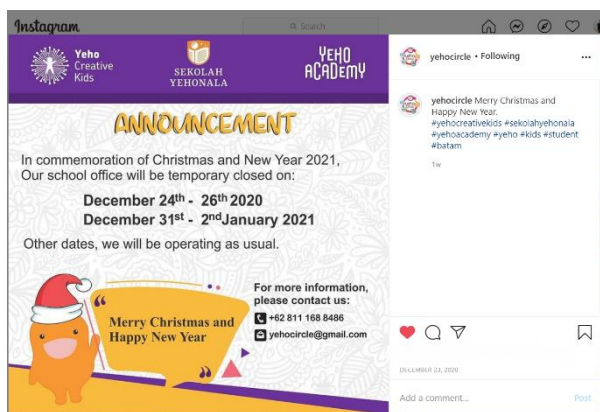 Instagram
Search
Yeho
Creative
Kids
SEKOLAH
YEHONALA
YEHO
ACADEMY
ANNOUNCEMENT
In commemoration of Christmas and New Year 2021,
Our school office will be temporary closed on:
December 24th - 26th 2020
December 31st - 2nd January 2021
Other dates, we will be operating as usual.
Merry Christmas and
Happy New Year
For more information,
please contact us:
+62 811 168 8486
yehocircle@gmail.com
yehocircle • Following
yehocircle Merry Christmas and
Happy New Year.
#yehocreativekids #sekolahyehonala
#yehoacademy #yeho #kids #student
#batam
1w
DECEMBER 23, 2020
Add a comment...
Post